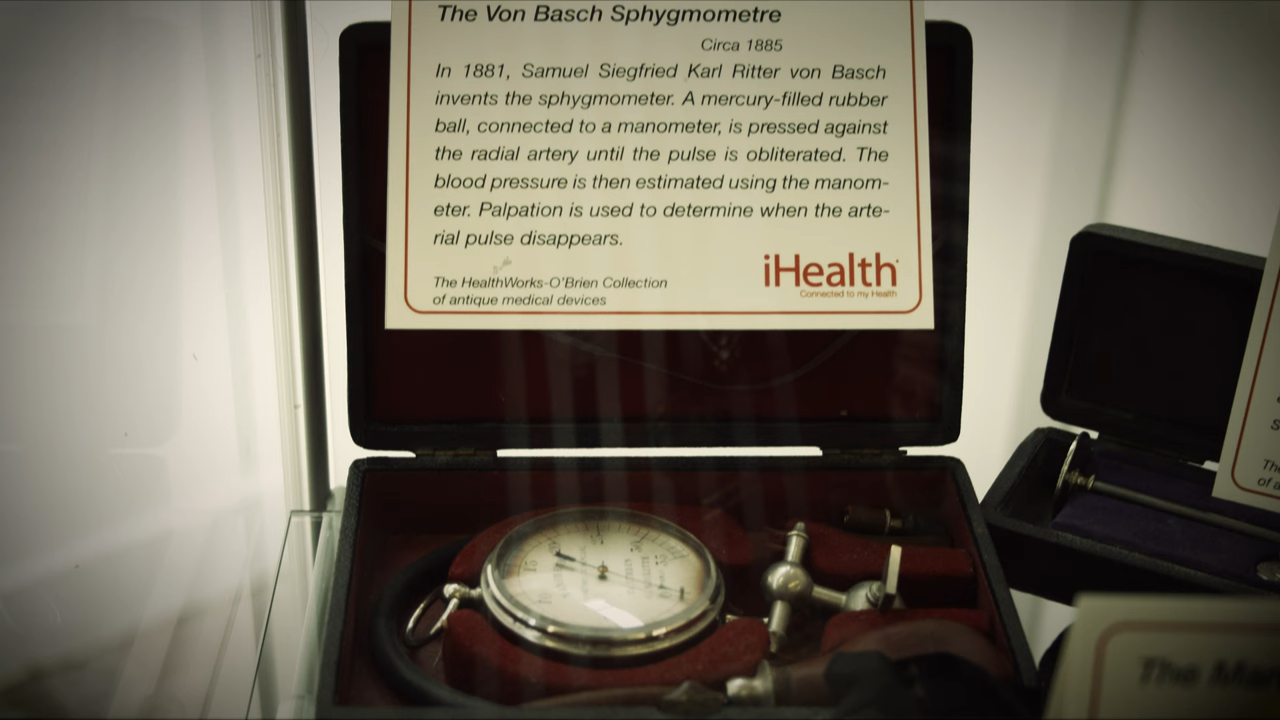 The Von Basch Sphygmometre
Circa 1885
In 1881, Samuel Siegfried Karl Ritter von Basch
invents the sphygmometer. A mercury-filled rubber
ball, connected to a manometer, is pressed against
the radial artery until the pulse is obliterated. The
blood pressure is then estimated using the manom-
eter. Palpation is used to determine when the arte-
rial pulse disappears.
The HealthWorks-O'Brien Collection
of antique medical devices
iHealth
Connected to my Health
S
of a
The